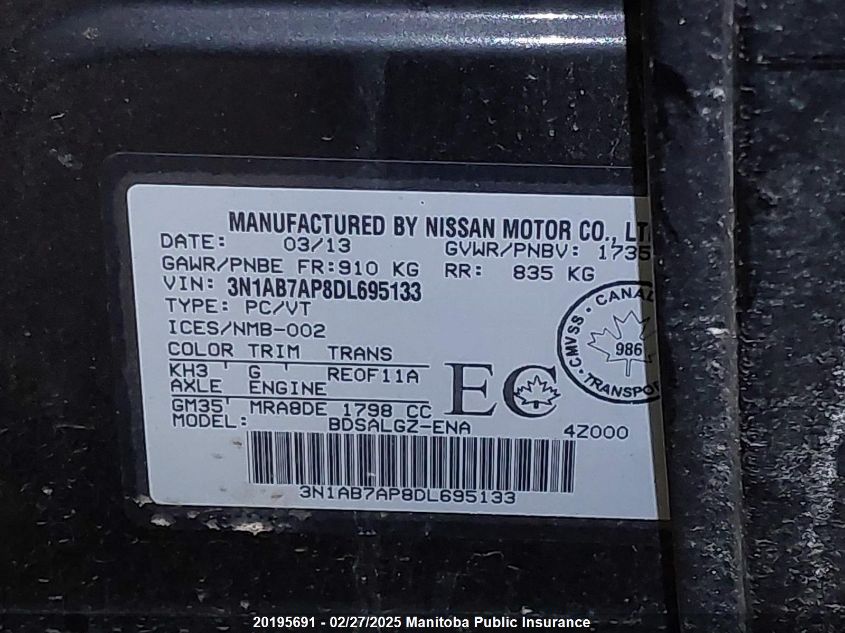 MANUFACTURED BY NISSAN MOTOR CO., LT
DATE: 03/13 GVWR/PNBV: 1735
GAWR/PNBE FR:910 KG RR: 835 KG
VIN: 3N1AB7AP8DL695133
TYPE: PC/VT
ICES/NMB-002
COLOR TRIM TRANS
KH3 ' G ' RE0F11A
AXLE ENGINE
GM35' MRA8DE 1798 CC
MODEL: BDSALGZ-ENA
EC
CMVSS • CANA
986
• TRANSPO
4Z000
3N1AB7AP8DL695133
20195691 - 02/27/2025 Manitoba Public Insurance